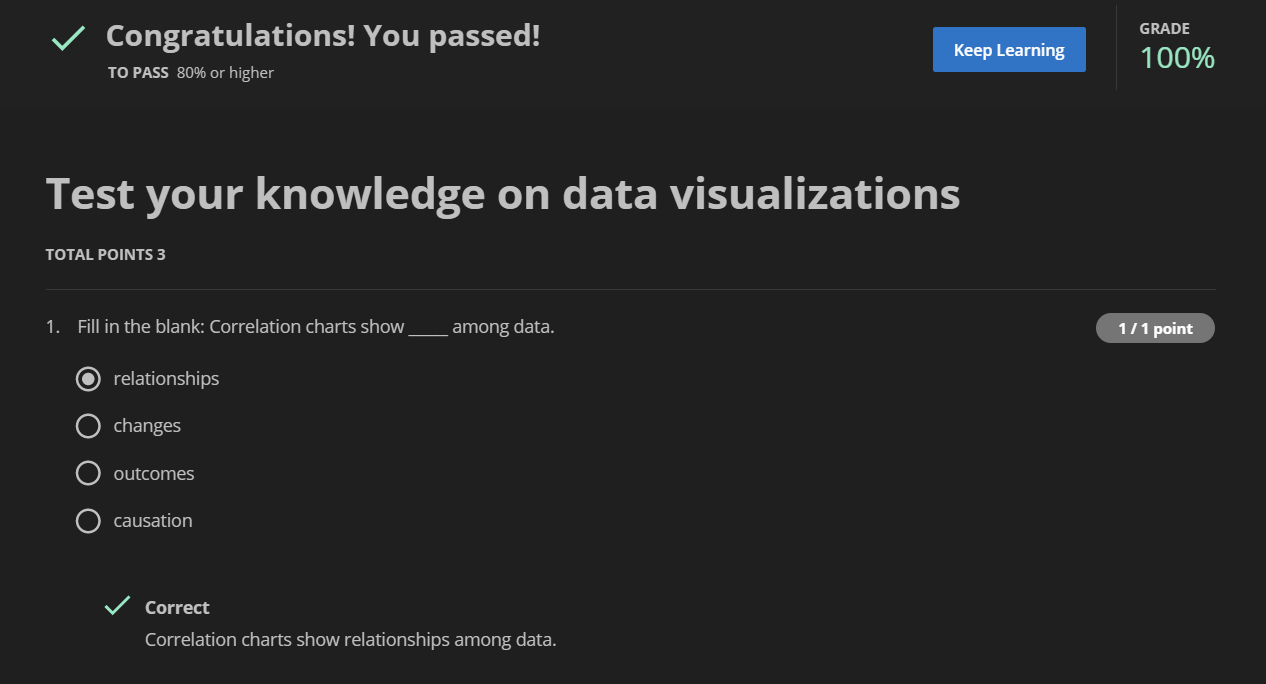 Congratulations! You passed!
TO PASS 80% or higher
Keep Learning
GRADE
100%
Test your knowledge on data visualizations
TOTAL POINTS 3
1. Fill in the blank: Correlation charts show _____ among data.
1 / 1 point
relationships
changes
outcomes
causation
Correct
Correlation charts show relationships among data.